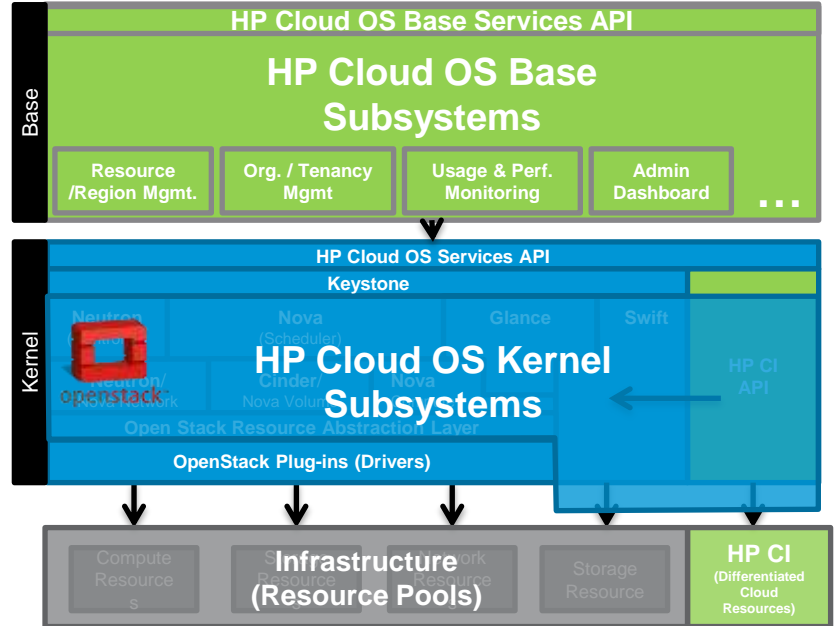 HP Cloud OS Base Services API
Base
HP Cloud OS Base
Subsystems
Resource
/Region Mgmt.
Org. / Tenancy
Mgmt
Usage & Perf.
Monitoring
Admin
Dashboard
...
HP Cloud OS Services API
Keystone
Kernel
Neutron
Nova
(Scheduler)
Glance
Swift
HP Cloud OS Kernel
Subsystems
HP CI
API
Neutron/
Nova Network
Cinder/
Nova
openstack
Open Stack Resource Abstraction Layer
OpenStack Plug-ins (Drivers)
Compute
Resource
s
Infrastructure
(Resource Pools)
Network
Resource
Storage
Resource
HP CI
(Differentiated
Cloud
Resources)